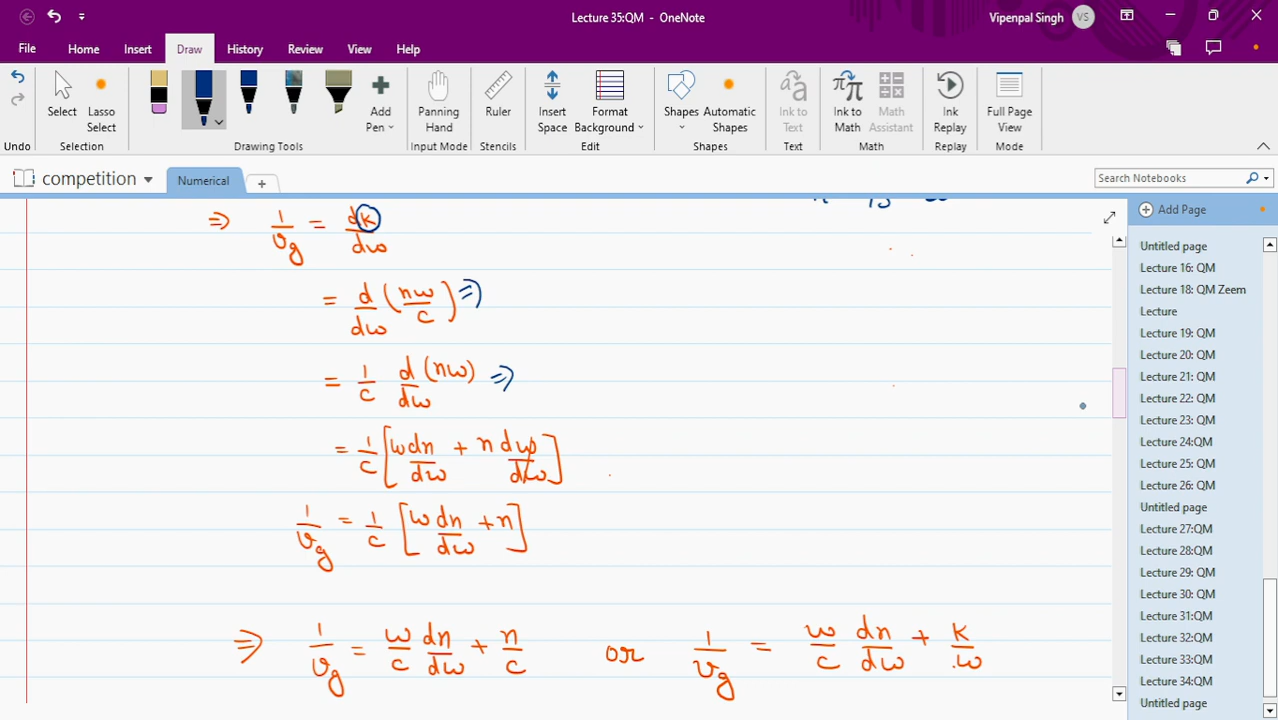 Lecture 35:QM - OneNote
Vipenpal Singh VS
File Home Insert Draw History Review View Help
Select Lasso Select Add Pen Panning Hand Ruler Insert Space Format Background Shapes Automatic Shapes Ink to Text Ink to Math Math Assistant Ink Replay Full Page View
Undo Selection Drawing Tools Input Mode Stencils Edit Shapes Text Math Replay Mode
competition Numerical Search Notebooks
Add Page
Untitled page
Lecture 16: QM
Lecture 18: QM Zeem
Lecture
Lecture 19: QM
Lecture 20: QM
Lecture 21: QM
Lecture 22: QM
Lecture 23: QM
Lecture 24:QM
Lecture 25: QM
Lecture 26: QM
Untitled page
Lecture 27:QM
Lecture 28:QM
Lecture 29: QM
Lecture 30: QM
Lecture 31:QM
Lecture 32:QM
Lecture 33:QM
Lecture 34:QM
Untitled page
⇒ 1/vg = dk/dω
= d/dω (nω/c) ⇒
= 1/c d/dω (nω) ⇒
= 1/c [ω dn/dω + n dω/dω]
1/vg = 1/c [ω dn/dω + n]
⇒ 1/vg = ω/c dn/dω + n/c or 1/vg = ω/c dn/dω + k/ω